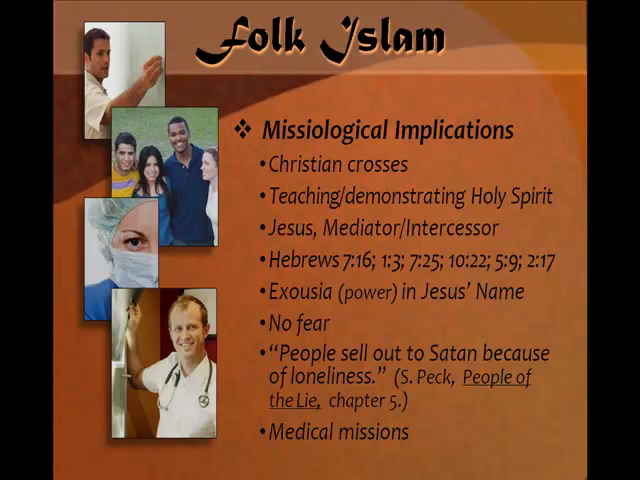 Folk Islam
❖ Missiological Implications
•Christian crosses
•Teaching/demonstrating Holy Spirit
•Jesus, Mediator/Intercessor
•Hebrews 7:16; 1:3; 7:25; 10:22; 5:9; 2:17
•Exousia (power) in Jesus’ Name
•No fear
•“People sell out to Satan because
of loneliness.” (S. Peck, People of
the Lie, chapter 5.)
•Medical missions